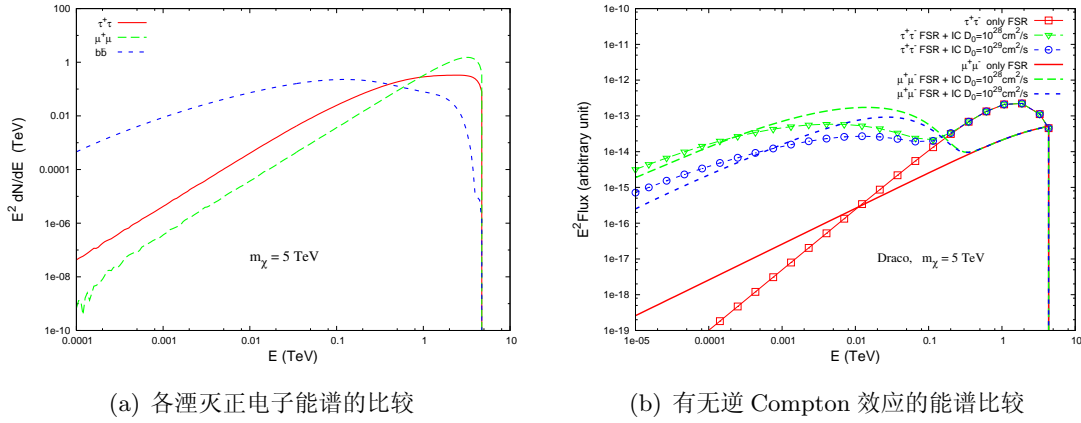 100
1
0.01
0.0001
1e-06
1e-08
1e-10
E² dN/dE (TeV)
τ⁺τ
μ⁺μ
bb̄
mχ = 5 TeV
0.0001 0.001 0.01 0.1 1 10
E (TeV)
(a) 各湮灭正电子能谱的比较
1e-10
1e-11
1e-12
1e-13
1e-14
1e-15
1e-16
1e-17
1e-18
1e-19
E²Flux (arbitrary unit)
τ⁺τ⁻ only FSR
τ⁺τ⁻ FSR + IC D₀=10²⁸cm²/s
τ⁺τ⁻ FSR + IC D₀=10²⁹cm²/s
μ⁺μ⁻ only FSR
μ⁺μ⁻ FSR + IC D₀=10²⁸cm²/s
μ⁺μ⁻ FSR + IC D₀=10²⁹cm²/s
Draco, mχ = 5 TeV
1e-05 0.0001 0.001 0.01 0.1 1 10
E (TeV)
(b) 有无逆 Compton 效应的能谱比较